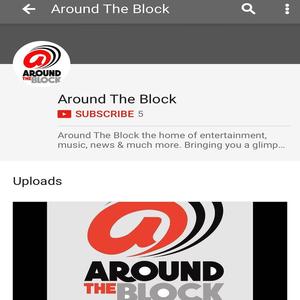 Around The Block
AROUND
THE BLOCK
Around The Block
SUBSCRIBE 5
Around The Block the home of entertainment,
music, news & much more. Bringing you a glimp...
Uploads
AROUND
THE BLOCK